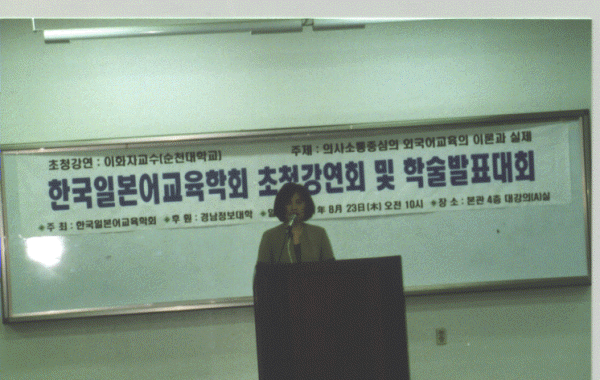 초청강연 : 이화자교수(순천대학교) 주제 : 의사소통중심의 외국어교육의 이론과 실제
한국일본어교육학회 초청강연회 및 학술발표대회
※주 최 : 한국일본어교육학회 ※후 원 : 경남정보대학 ※일 년 8月 23日(木) 오전 10시 ※장 소 : 본관 4층 대강의(A)실